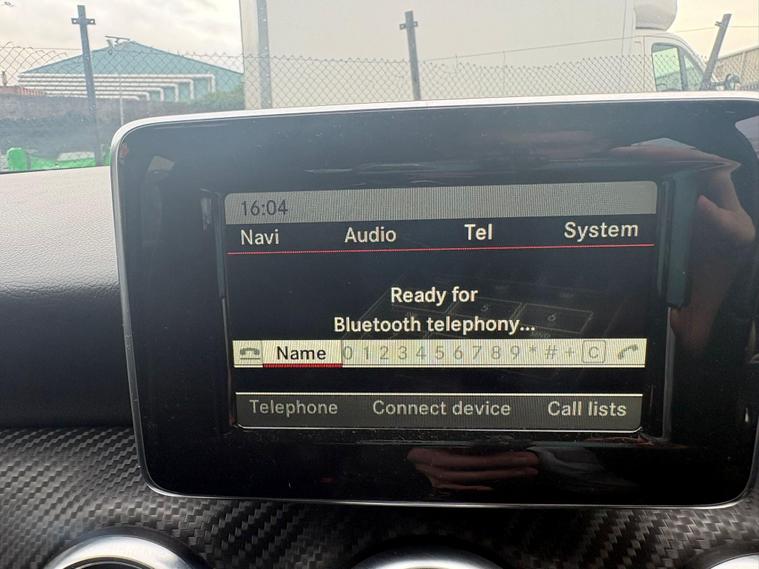 16:04
Navi Audio Tel System
Ready for
Bluetooth telephony...
Name 0 1 2 3 4 5 6 7 8 9 * # + C
Telephone Connect device Call lists